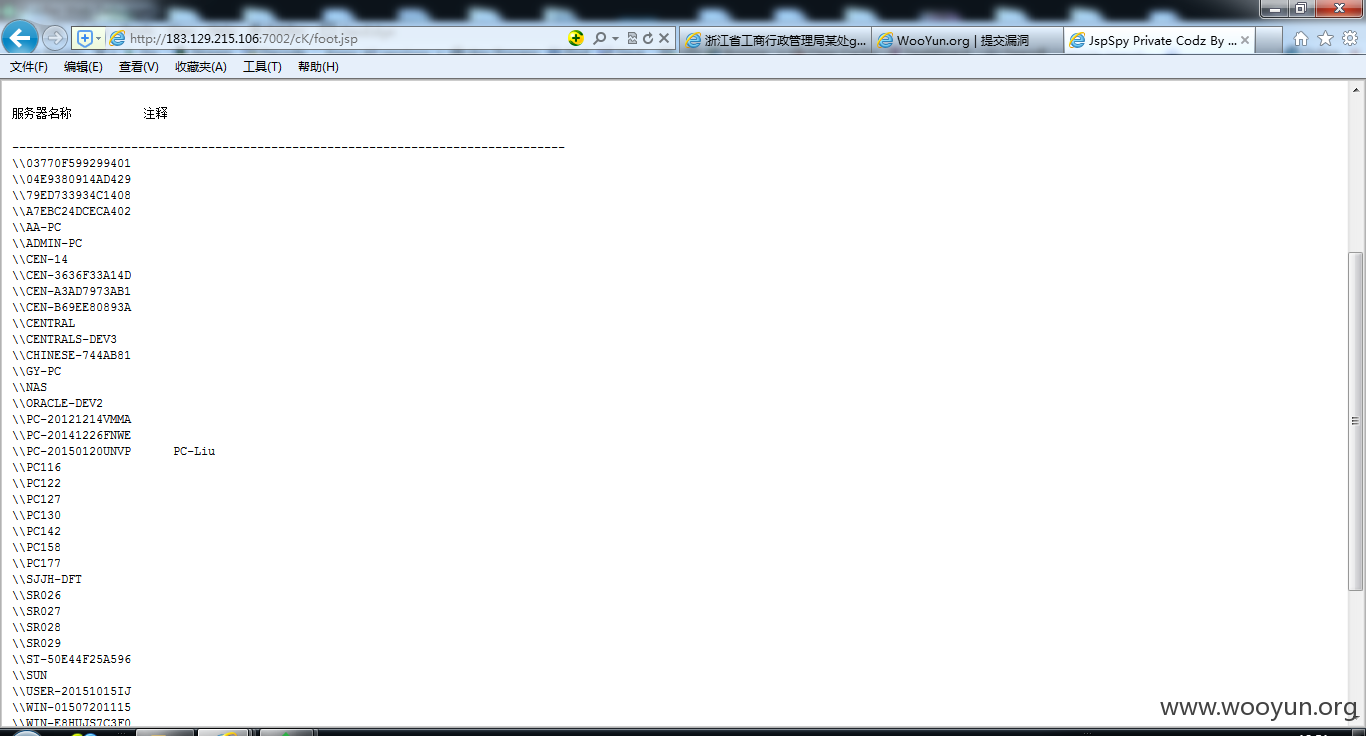 http://183.129.215.106:7002/cK/foot.jsp
浙江省工商行政管理局某处g...
WooYun.org | 提交漏洞
JspSpy Private Codz By ...
文件(F) 编辑(E) 查看(V) 收藏夹(A) 工具(T) 帮助(H)
服务器名称 注释
-------------------------------------------------------------------------------
\\03770F599299401
\\04E9380914AD429
\\79ED733934C1408
\\A7EBC24DCECA402
\\AA-PC
\\ADMIN-PC
\\CEN-14
\\CEN-3636F33A14D
\\CEN-A3AD7973AB1
\\CEN-B69EE80893A
\\CENTRAL
\\CENTRALS-DEV3
\\CHINESE-744AB81
\\GY-PC
\\NAS
\\ORACLE-DEV2
\\PC-20121214VMMA
\\PC-20141226FNWE
\\PC-20150120UNVP PC-Liu
\\PC116
\\PC122
\\PC127
\\PC130
\\PC142
\\PC158
\\PC177
\\SJJH-DFT
\\SR026
\\SR027
\\SR028
\\SR029
\\ST-50E44F25A596
\\SUN
\\USER-20151015IJ
\\WIN-01507201115
\\WIN-E8HUJS7C3F0
www.wooyun.org